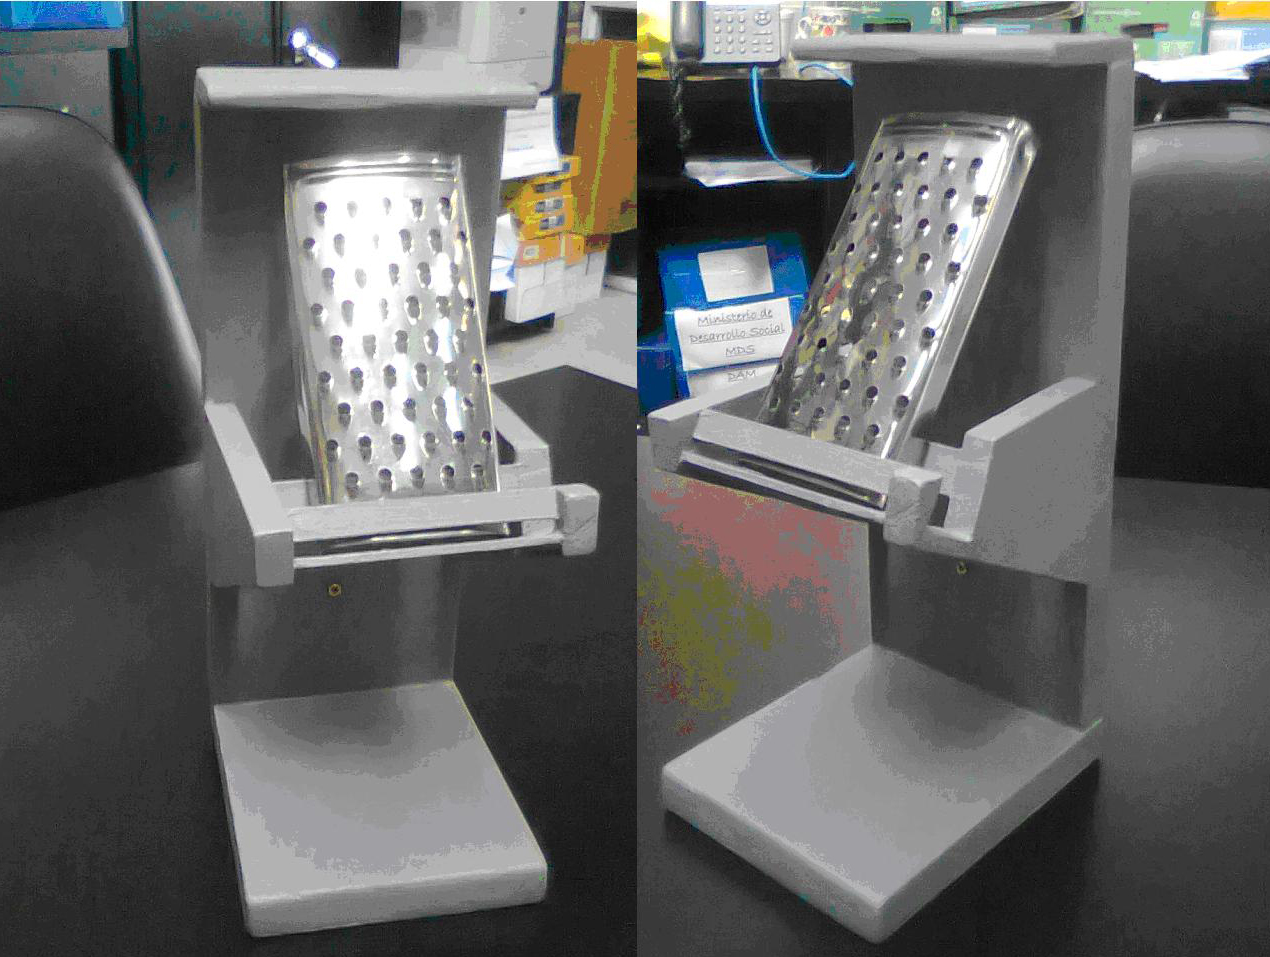 Ministerio de
Desarrollo Social
MDS
DAM